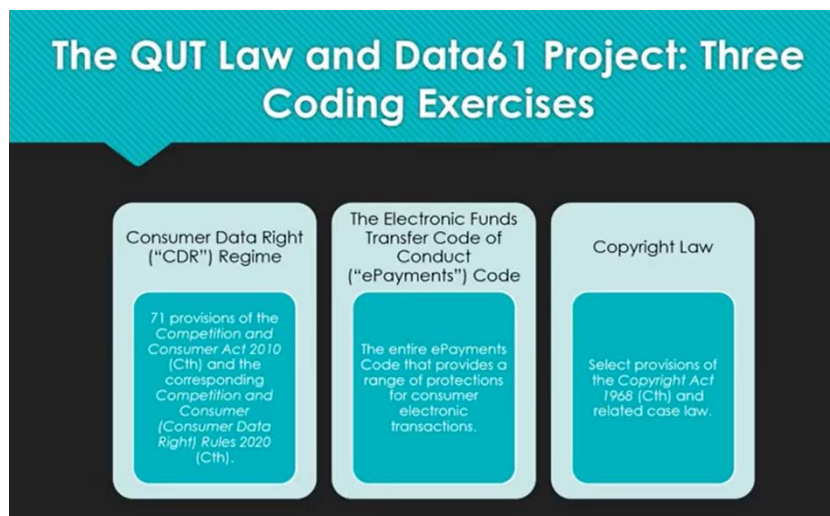 The QUT Law and Data61 Project: Three
Coding Exercises
Consumer Data Right
(“CDR”) Regime
71 provisions of the
Competition and
Consumer Act 2010
(Cth) and the
corresponding
Competition and
Consumer
(Consumer Data
Right) Rules 2020
(Cth).
The Electronic Funds
Transfer Code of
Conduct
(“ePayments”) Code
The entire ePayments
Code that provides a
range of protections
for consumer
electronic
transactions.
Copyright Law
Select provisions of
the Copyright Act
1968 (Cth) and
related case law.